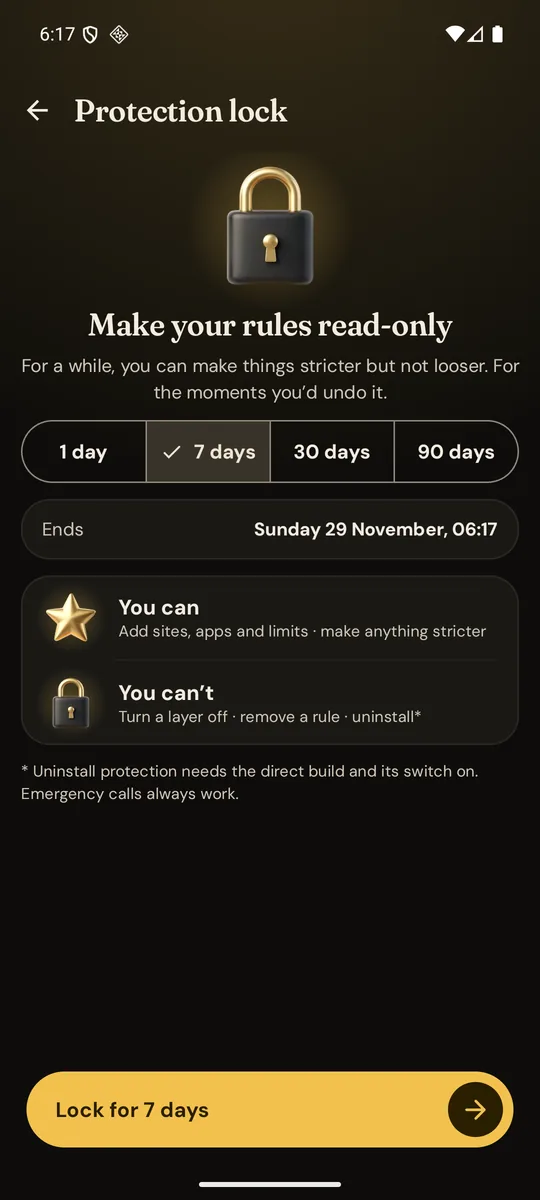 6:17
Protection lock
Make your rules read-only
For a while, you can make things stricter but not looser. For
the moments you’d undo it.
1 day
7 days
30 days
90 days
Ends
Sunday 29 November, 06:17
You can
Add sites, apps and limits · make anything stricter
You can’t
Turn a layer off · remove a rule · uninstall*
* Uninstall protection needs the direct build and its switch on.
Emergency calls always work.
Lock for 7 days